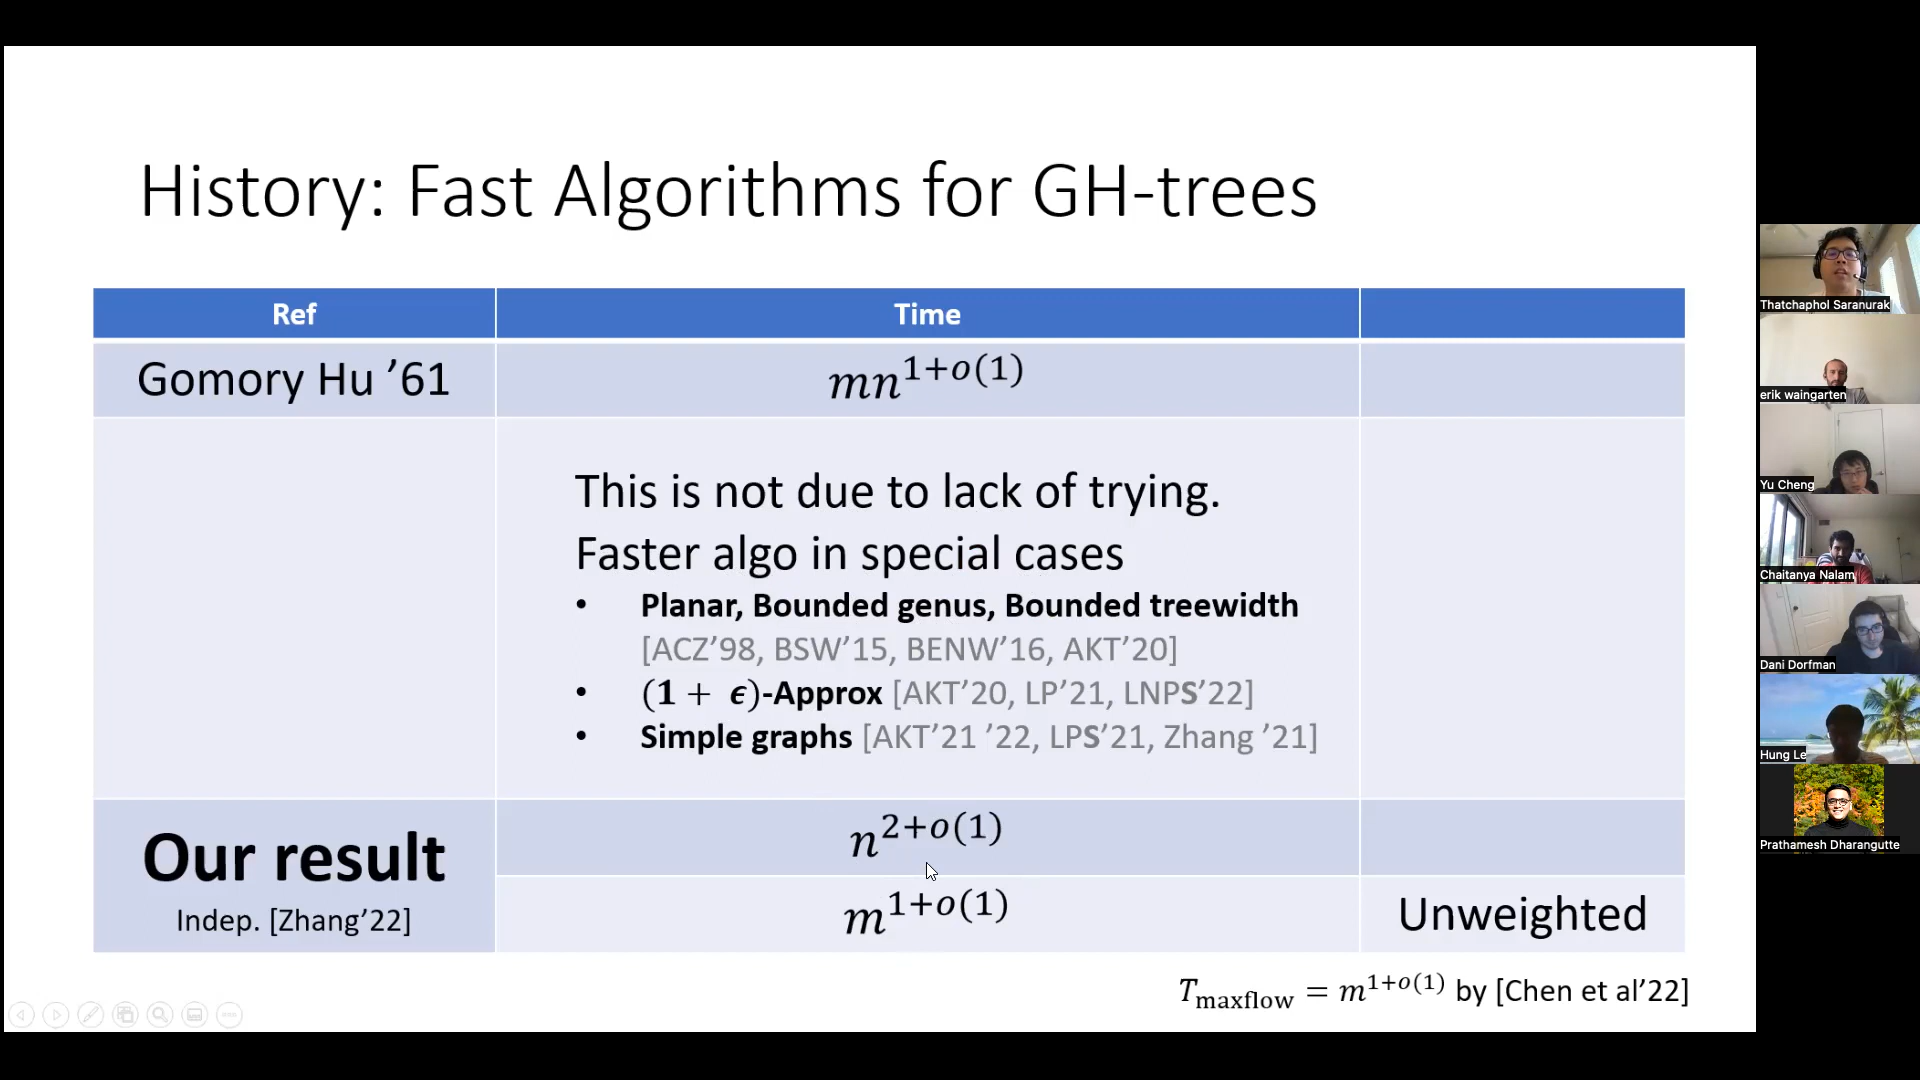 History: Fast Algorithms for GH-trees
Ref
Time
Gomory Hu ’61
mn^{1+o(1)}
This is not due to lack of trying.
Faster algo in special cases
• Planar, Bounded genus, Bounded treewidth
[ACZ’98, BSW’15, BENW’16, AKT’20]
• (1 + ϵ)-Approx [AKT’20, LP’21, LNPS’22]
• Simple graphs [AKT’21 ’22, LPS’21, Zhang ’21]
Our result
Indep. [Zhang’22]
n^{2+o(1)}
m^{1+o(1)}
Unweighted
T_{maxflow} = m^{1+o(1)} by [Chen et al’22]
Thatchaphol Saranurak
erik waingarten
Yu Cheng
Chaitanya Nalam
Dani Dorfman
Hung Le
Prathamesh Dharangutte